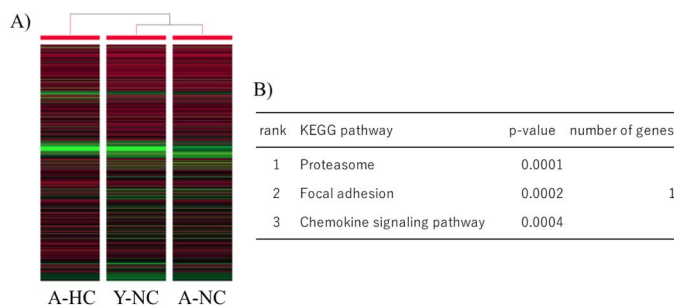 A)
A-HC Y-NC A-NC
B)
rank KEGG pathway p-value number of genes
1 Proteasome 0.0001
2 Focal adhesion 0.0002 1
3 Chemokine signaling pathway 0.0004